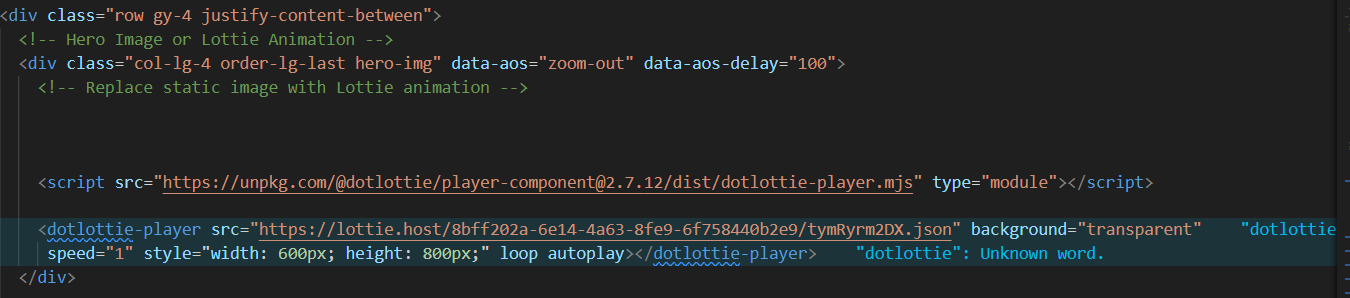 <div class="row gy-4 justify-content-between">
<!-- Hero Image or Lottie Animation -->
<div class="col-lg-4 order-lg-last hero-img" data-aos="zoom-out" data-aos-delay="100">
<!-- Replace static image with Lottie animation -->
<script src="https://unpkg.com/@dotlottie/player-component@2.7.12/dist/dotlottie-player.mjs" type="module"></script>
<dotlottie-player src="https://lottie.host/8bff202a-6e14-4a63-8fe9-6f758440b2e9/tymRyrm2DX.json" background="transparent" "dotlottie
speed="1" style="width: 600px; height: 800px;" loop autoplay></dotlottie-player> "dotlottie": Unknown word.
</div>